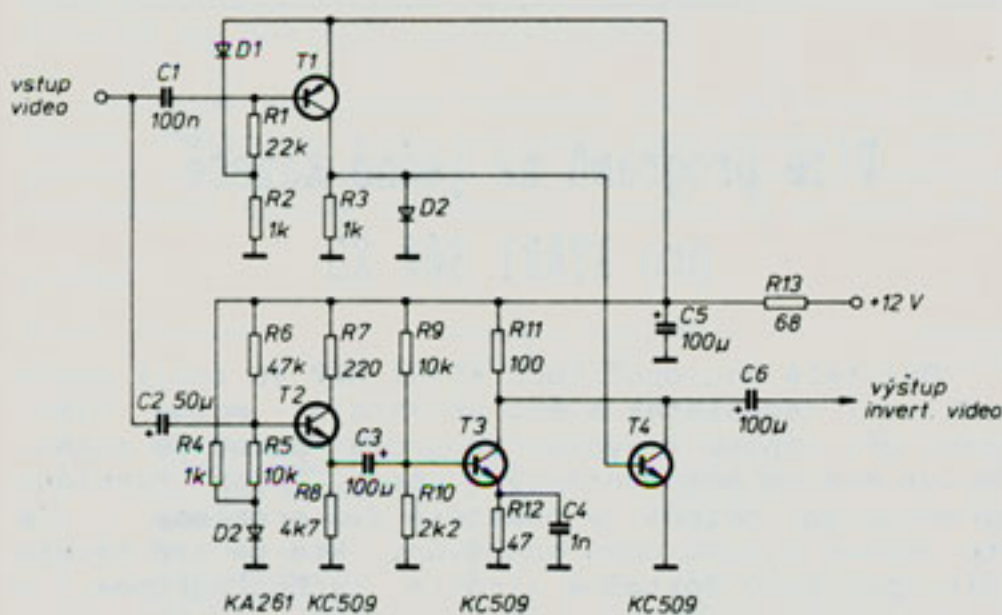 D1
T1
vstup
video
C1
100n
R1
22k
R2
1k
R3
1k
D2
R13
68
+12 V
C5
+
100µ
R6
47k
R7
220
R9
10k
R11
100
C6
+
100µ
výstup
invert. video
C2 50µ
+
T2
C3
+
100µ
T3
T4
R4
1k
R5
10k
D2
R8
4k7
R10
2k2
R12
47
C4
1n
KA261 KC509 KC509 KC509